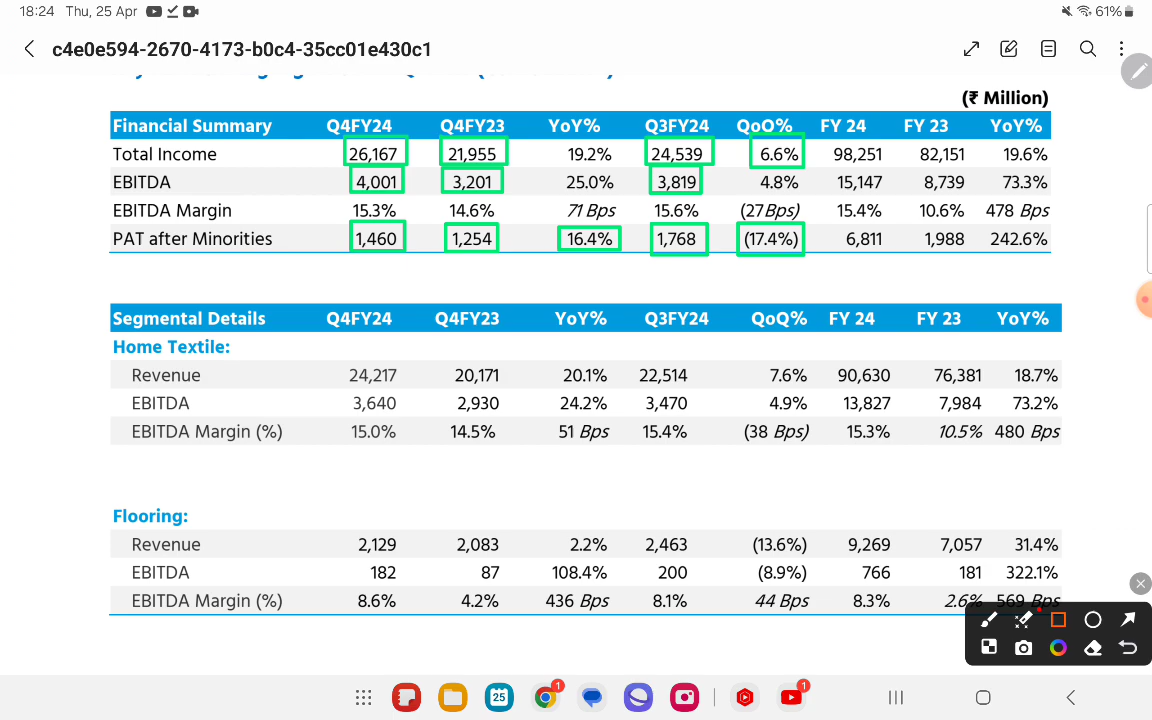 18:24 Thu, 25 Apr 61%
c4e0e594-2670-4173-b0c4-35cc01e430c1
(₹ Million)
Financial Summary Q4FY24 Q4FY23 YoY% Q3FY24 QoQ% FY 24 FY 23 YoY%
Total Income 26,167 21,955 19.2% 24,539 6.6% 98,251 82,151 19.6%
EBITDA 4,001 3,201 25.0% 3,819 4.8% 15,147 8,739 73.3%
EBITDA Margin 15.3% 14.6% 71 Bps 15.6% (27Bps) 15.4% 10.6% 478 Bps
PAT after Minorities 1,460 1,254 16.4% 1,768 (17.4%) 6,811 1,988 242.6%
Segmental Details Q4FY24 Q4FY23 YoY% Q3FY24 QoQ% FY 24 FY 23 YoY%
Home Textile:
Revenue 24,217 20,171 20.1% 22,514 7.6% 90,630 76,381 18.7%
EBITDA 3,640 2,930 24.2% 3,470 4.9% 13,827 7,984 73.2%
EBITDA Margin (%) 15.0% 14.5% 51 Bps 15.4% (38 Bps) 15.3% 10.5% 480 Bps
Flooring:
Revenue 2,129 2,083 2.2% 2,463 (13.6%) 9,269 7,057 31.4%
EBITDA 182 87 108.4% 200 (8.9%) 766 181 322.1%
EBITDA Margin (%) 8.6% 4.2% 436 Bps 8.1% 44 Bps 8.3% 2.6% 569 Bps
25 1 1